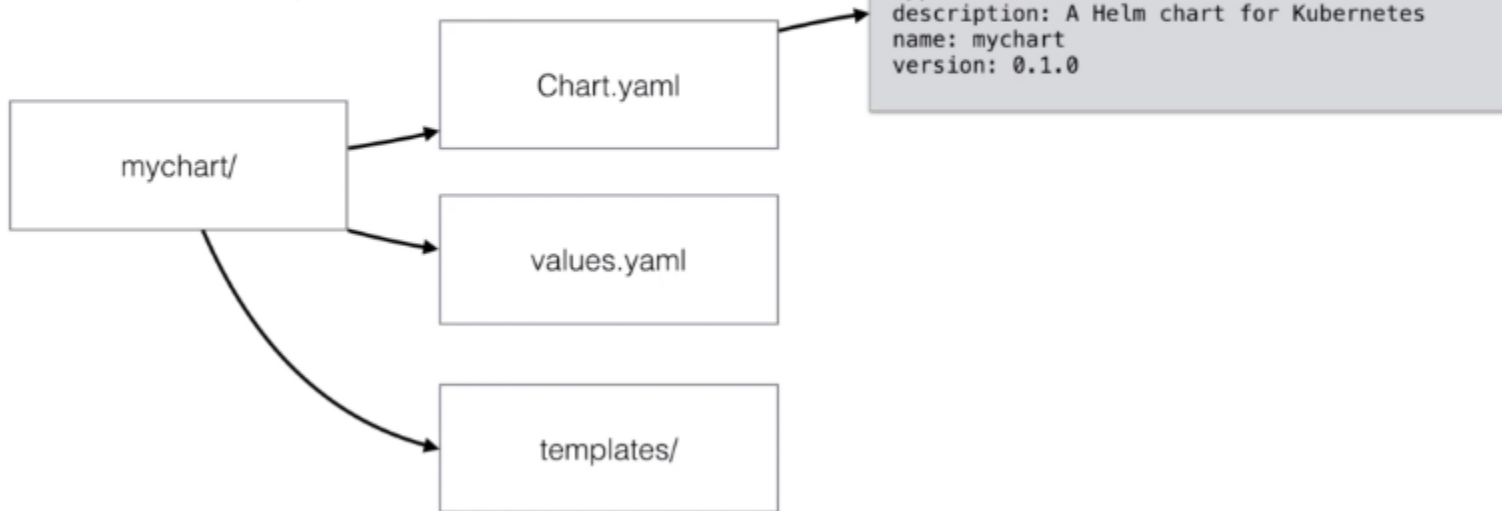 description: A Helm chart for Kubernetes
name: mychart
version: 0.1.0
Chart.yaml
mychart/
values.yaml
templates/